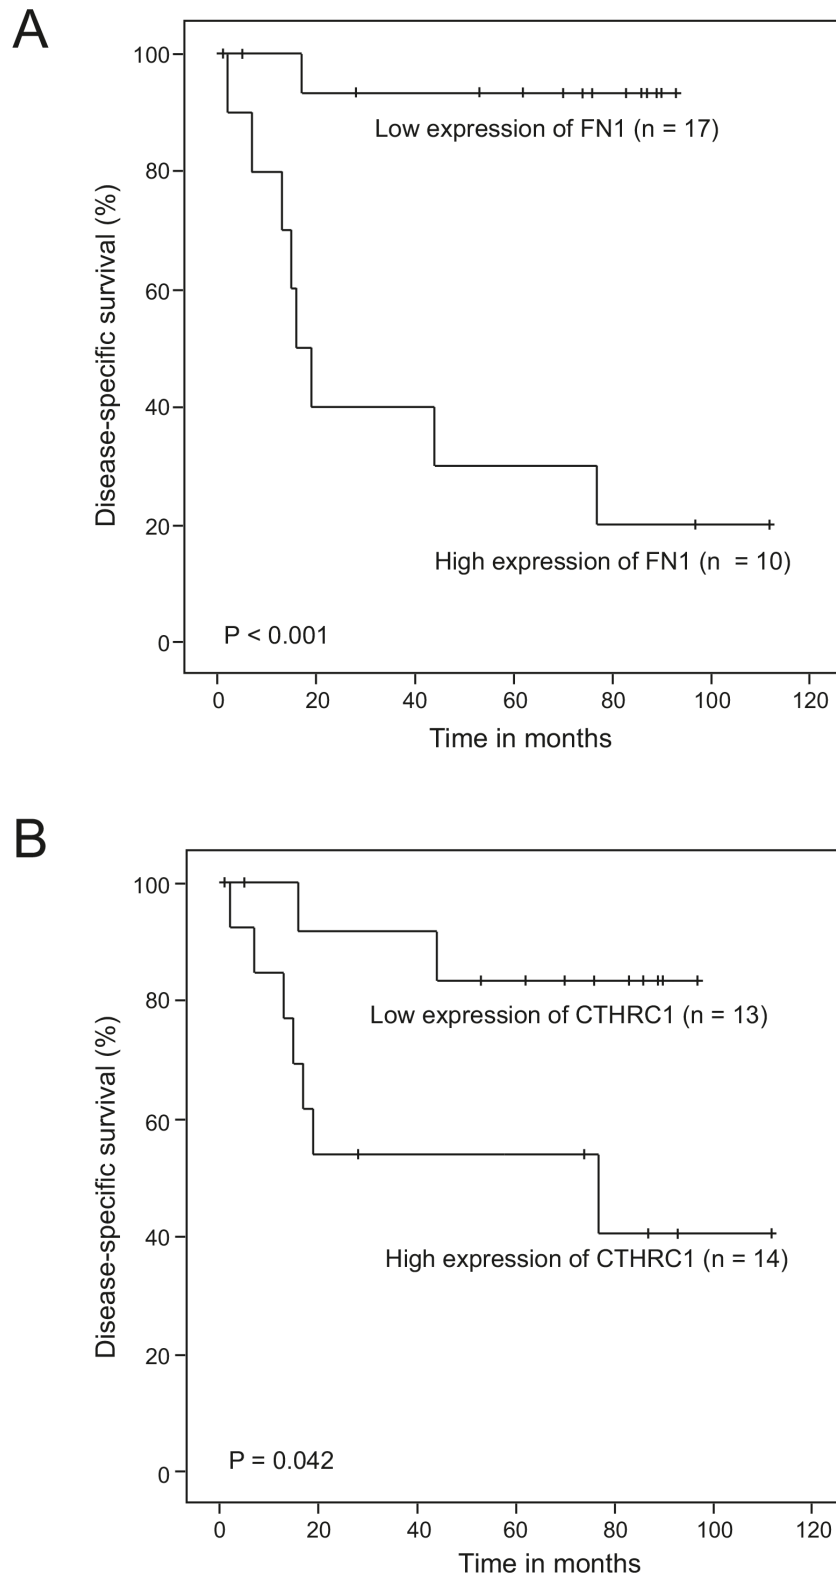 A
Disease-specific survival (%)
100
80
60
40
20
0
Low expression of FN1 (n = 17)
High expression of FN1 (n = 10)
P < 0.001
0 20 40 60 80 100 120
Time in months
B
Disease-specific survival (%)
100
80
60
40
20
0
Low expression of CTHRC1 (n = 13)
High expression of CTHRC1 (n = 14)
P = 0.042
0 20 40 60 80 100 120
Time in months